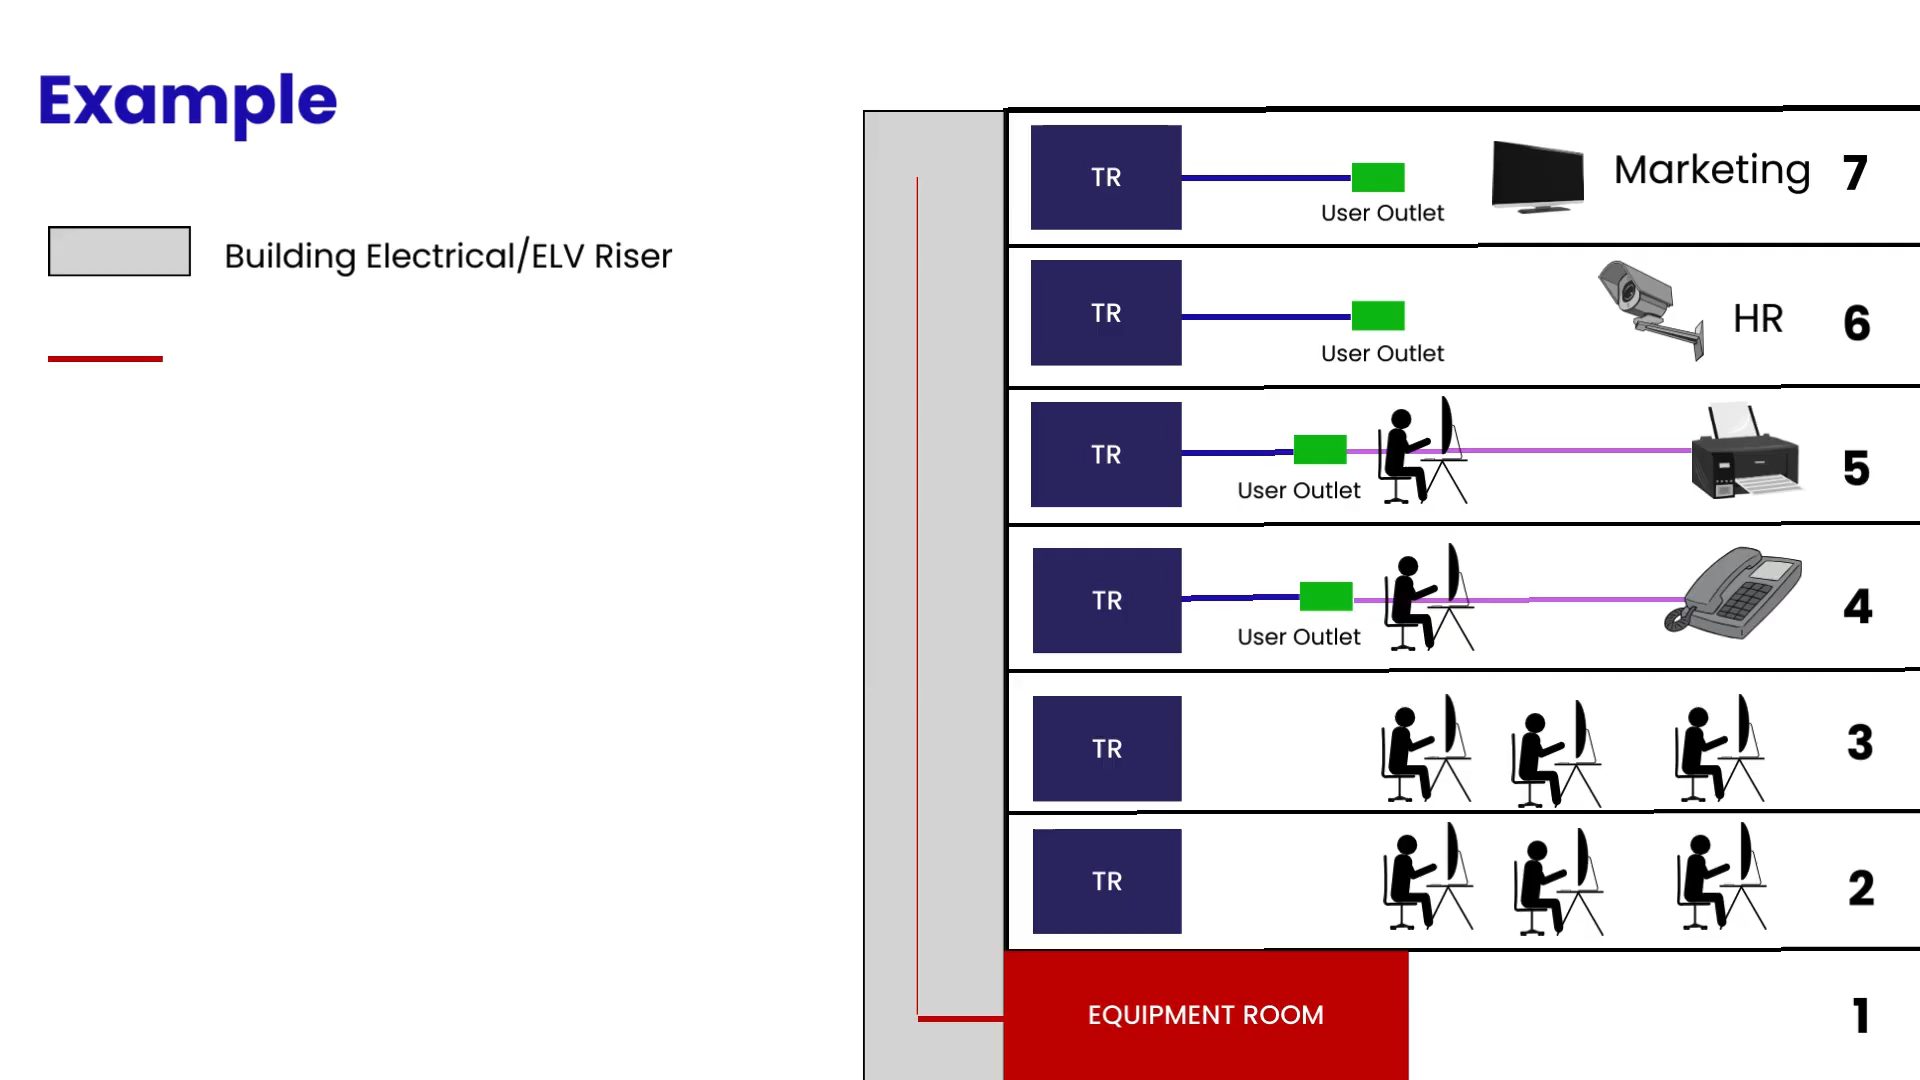 Example
Building Electrical/ELV Riser
TR
User Outlet
Marketing 7
TR
User Outlet
HR 6
TR
User Outlet
5
TR
User Outlet
4
TR
3
TR
2
EQUIPMENT ROOM
1